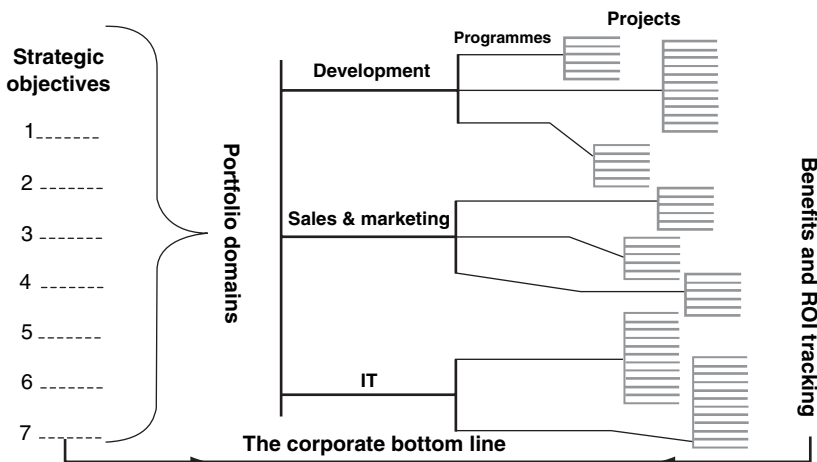 Projects
Programmes
Strategic
objectives
Development
1
2
3
4
5
6
7
Portfolio domains
Sales & marketing
IT
Benefits and ROI tracking
The corporate bottom line